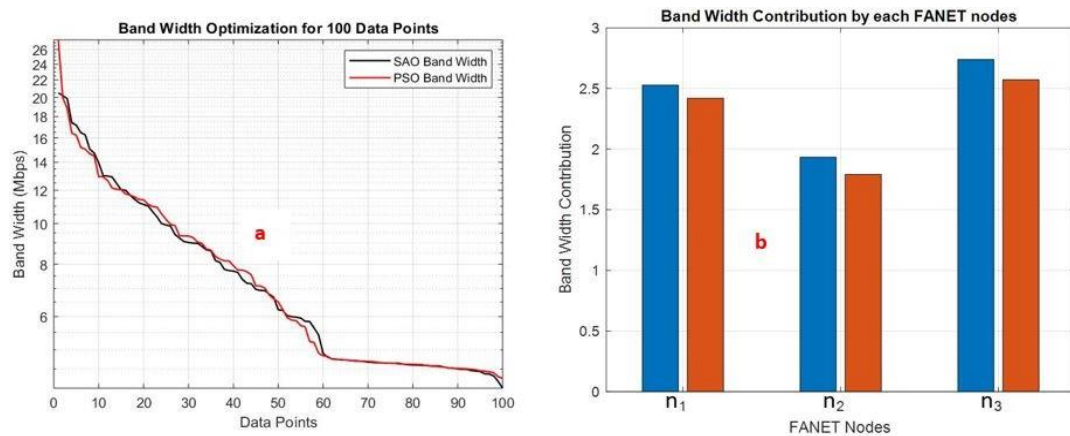 Band Width Optimization for 100 Data Points
SAO Band Width
PSO Band Width
26
24
22
20
18
16
14
12
10
8
6
Band Width (Mbps)
a
0 10 20 30 40 50 60 70 80 90 100
Data Points
Band Width Contribution by each FANET nodes
3
2.5
2
1.5
1
0.5
0
Band Width Contribution
b
n1 n2 n3
FANET Nodes